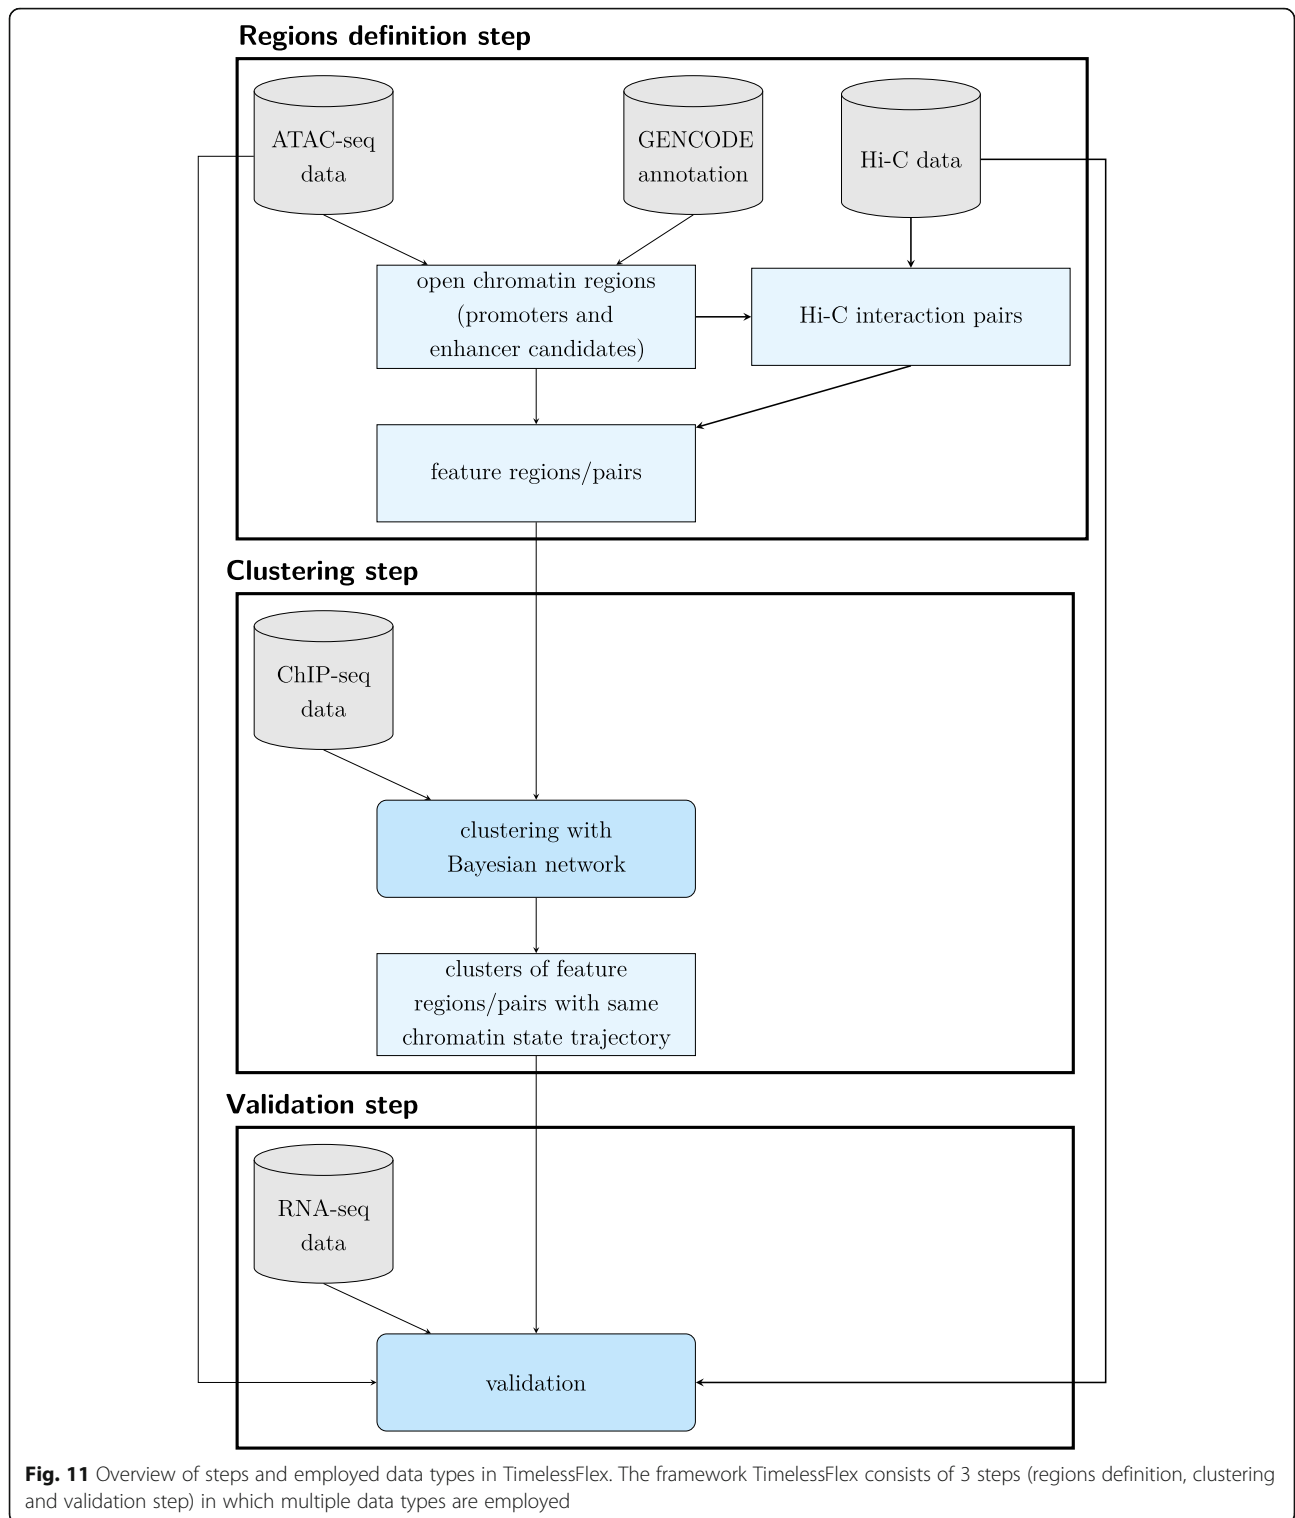 Regions definition step
ATAC-seq
data
GENCODE
annotation
Hi-C data
open chromatin regions
(promoters and
enhancer candidates)
Hi-C interaction pairs
feature regions/pairs
Clustering step
ChIP-seq
data
clustering with
Bayesian network
clusters of feature
regions/pairs with same
chromatin state trajectory
Validation step
RNA-seq
data
validation
Fig. 11 Overview of steps and employed data types in TimelessFlex. The framework TimelessFlex consists of 3 steps (regions definition, clustering
and validation step) in which multiple data types are employed